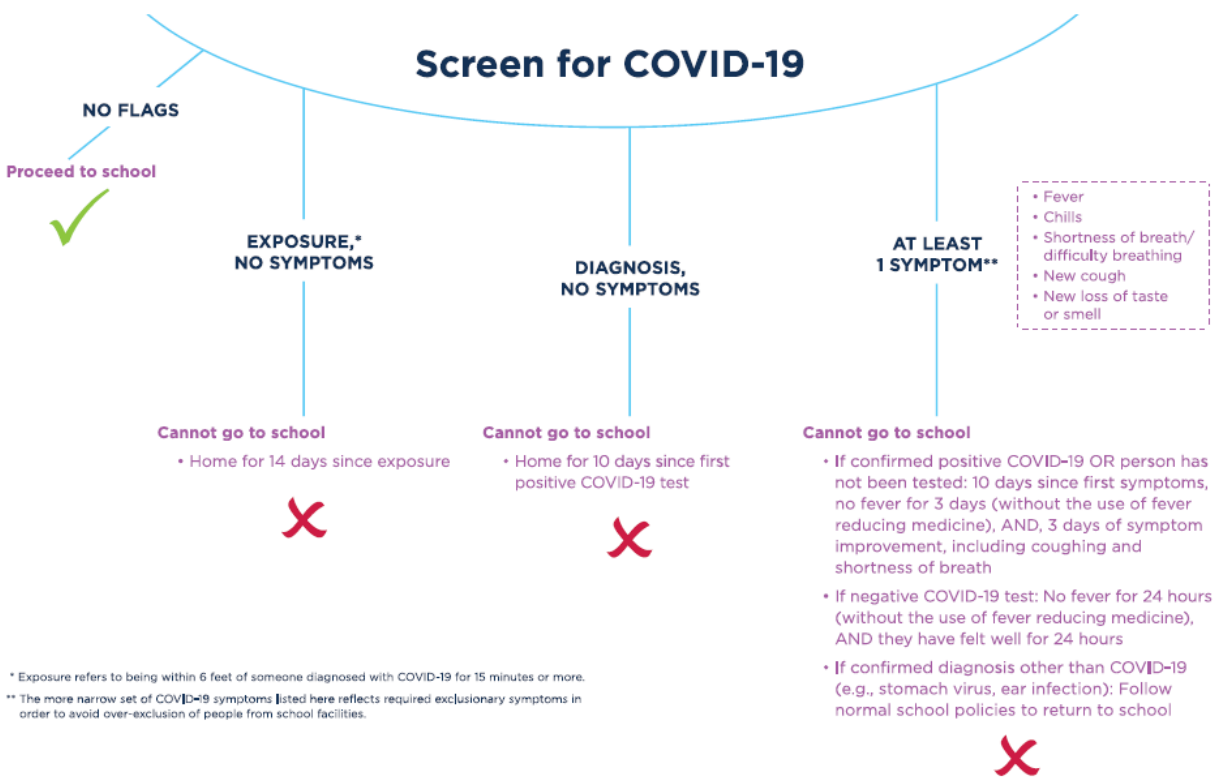 Screen for COVID-19
NO FLAGS
Proceed to school
EXPOSURE,*
NO SYMPTOMS
Cannot go to school
• Home for 14 days since exposure
DIAGNOSIS,
NO SYMPTOMS
Cannot go to school
• Home for 10 days since first
positive COVID-19 test
AT LEAST
1 SYMPTOM**
• Fever
• Chills
• Shortness of breath/
difficulty breathing
• New cough
• New loss of taste
or smell
Cannot go to school
• If confirmed positive COVID-19 OR person has
not been tested: 10 days since first symptoms,
no fever for 3 days (without the use of fever
reducing medicine), AND, 3 days of symptom
improvement, including coughing and
shortness of breath
• If negative COVID-19 test: No fever for 24 hours
(without the use of fever reducing medicine),
AND they have felt well for 24 hours
• If confirmed diagnosis other than COVID-19
(e.g., stomach virus, ear infection): Follow
normal school policies to return to school
* Exposure refers to being within 6 feet of someone diagnosed with COVID-19 for 15 minutes or more.
** The more narrow set of COVID-19 symptoms listed here reflects required exclusionary symptoms in
order to avoid over-exclusion of people from school facilities.